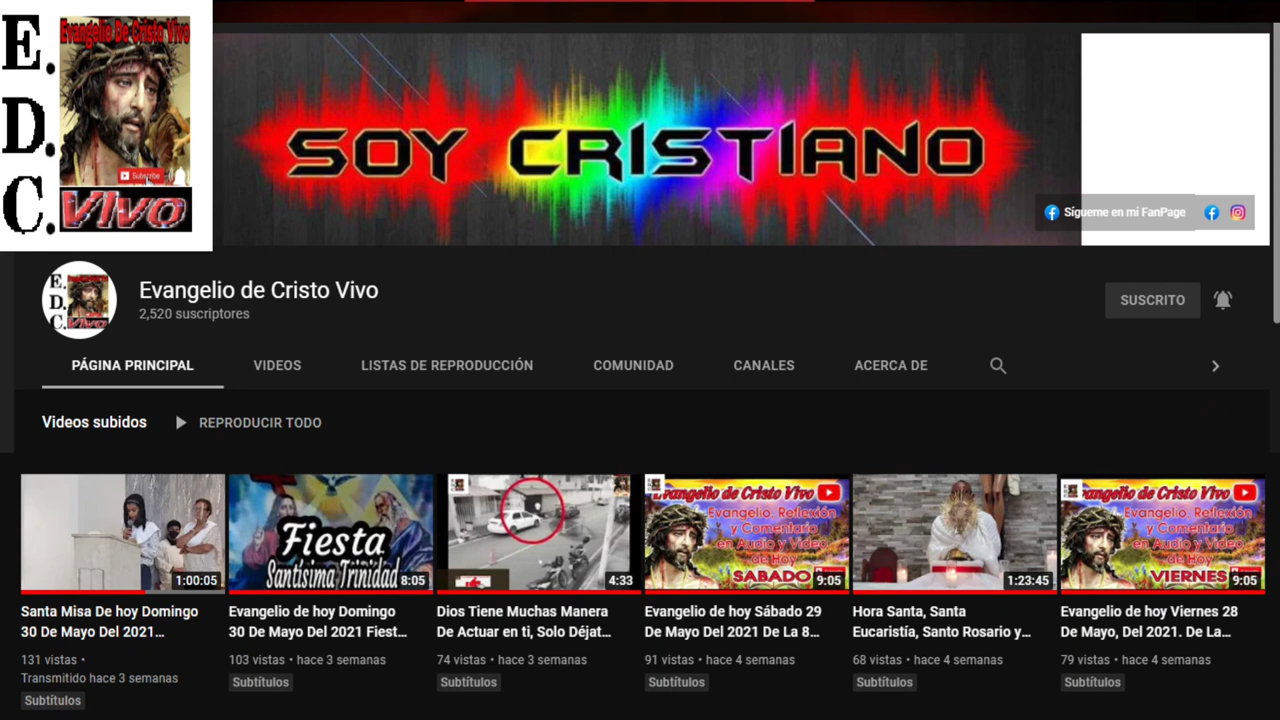 E.
D.
C.
Evangelio De Cristo Vivo
Subscribe
Vivo
SOY CRISTIANO
Sígueme en mi FanPage
E.
D.
C.
Vivo
Evangelio de Cristo Vivo
2,520 suscriptores
SUSCRITO
PÁGINA PRINCIPAL
VIDEOS
LISTAS DE REPRODUCCIÓN
COMUNIDAD
CANALES
ACERCA DE
Videos subidos
REPRODUCIR TODO
1:00:05
Santa Misa De hoy Domingo
30 De Mayo Del 2021...
131 vistas •
Transmitido hace 3 semanas
Subtítulos
Fiesta
Santísima Trinidad
8:05
Evangelio de hoy Domingo
30 De Mayo Del 2021 Fiest...
103 vistas • hace 3 semanas
Subtítulos
4:33
Dios Tiene Muchas Manera
De Actuar en ti, Solo Déjat...
74 vistas • hace 3 semanas
Subtítulos
Evangelio de Cristo Vivo
Evangelio, Reflexión
y Comentario
en Audio y Video
de Hoy
SABADO
9:05
Evangelio de hoy Sábado 29
De Mayo Del 2021 De La 8...
91 vistas • hace 4 semanas
Subtítulos
1:23:45
Hora Santa, Santa
Eucaristía, Santo Rosario y...
68 vistas • hace 4 semanas
Subtítulos
Evangelio de Cristo Vivo
Evangelio, Reflexión
y Comentario
en Audio y Video
de Hoy
VIERNES
9:05
Evangelio de hoy Viernes 28
De Mayo, Del 2021. De La...
79 vistas • hace 4 semanas
Subtítulos